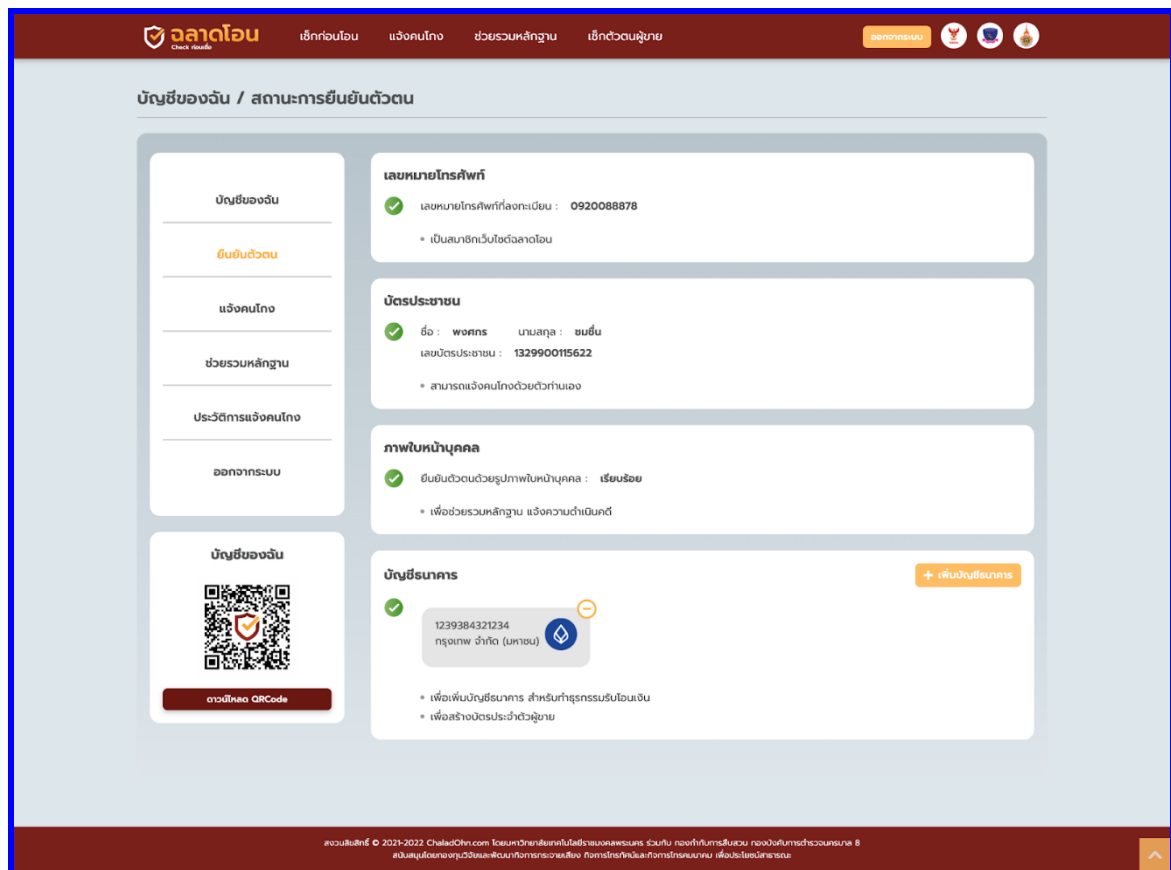 ฉลาดโอน
Check ก่อนเชื่อ
เช็กก่อนโอน แจ้งคนโกง ช่วยรวมหลักฐาน เช็กตัวตนผู้ขาย
ออกจากระบบ
บัญชีของฉัน / สถานะการยืนยันตัวตน
บัญชีของฉัน
ยืนยันตัวตน
แจ้งคนโกง
ช่วยรวมหลักฐาน
ประวัติการแจ้งคนโกง
ออกจากระบบ
บัญชีของฉัน
ดาวน์โหลด QRCode
เลขหมายโทรศัพท์
เลขหมายโทรศัพท์ที่ลงทะเบียน : 0920088878
เป็นสมาชิกเว็บไซต์ฉลาดโอน
บัตรประชาชน
ชื่อ : พงศกร นามสกุล : ชมชื่น
เลขบัตรประชาชน : 1329900115622
สามารถแจ้งคนโกงด้วยตัวท่านเอง
ภาพใบหน้าบุคคล
ยืนยันตัวตนด้วยรูปภาพใบหน้าบุคคล : เรียบร้อย
เพื่อช่วยรวมหลักฐาน แจ้งความดำเนินคดี
บัญชีธนาคาร
+ เพิ่มบัญชีธนาคาร
1239384321234
กรุงเทพ จำกัด (มหาชน)
เพื่อเพิ่มบัญชีธนาคาร สำหรับทำธุรกรรมรับโอนเงิน
เพื่อสร้างบัตรประจำตัวผู้ขาย
สงวนลิขสิทธิ์ © 2021-2022 ChaladOhn.com โดยมหาวิทยาลัยเทคโนโลยีราชมงคลพระนคร ร่วมกับ กองกำกับการสืบสวน กองบังคับการตำรวจนครบาล 8
สนับสนุนโดยกองทุนวิจัยและพัฒนากิจการกระจายเสียง กิจการโทรทัศน์และกิจการโทรคมนาคม เพื่อประโยชน์สาธารณะ